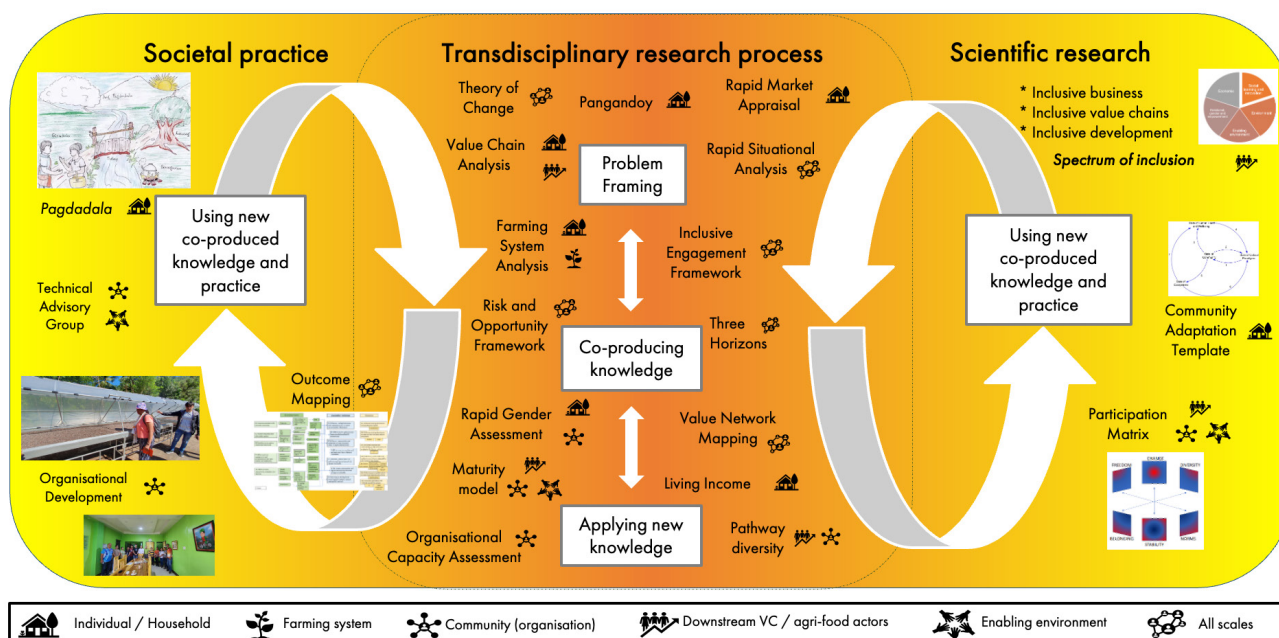 Societal practice
Transdisciplinary research process
Scientific research
Pagdadala
Using new
co-produced
knowledge and
practice
Technical
Advisory
Group
Outcome
Mapping
Organisational
Development
Theory of
Change
Pangandoy
Rapid Market
Appraisal
Value Chain
Analysis
Problem
Framing
Rapid Situational
Analysis
Farming
System
Analysis
Inclusive
Engagement
Framework
Risk and
Opportunity
Framework
Co-producing
knowledge
Three
Horizons
Rapid Gender
Assessment
Value Network
Mapping
Maturity
model
Living Income
Organisational
Capacity Assessment
Applying new
knowledge
Pathway
diversity
* Inclusive business
* Inclusive value chains
* Inclusive development
Spectrum of inclusion
Using new
co-produced
knowledge and
practice
Community
Adaptation
Template
Participation
Matrix
DIVERSITY
BELONGING
STABILITY
NORMS
Individual / Household
Farming system
Community (organisation)
Downstream VC / agri-food actors
Enabling environment
All scales